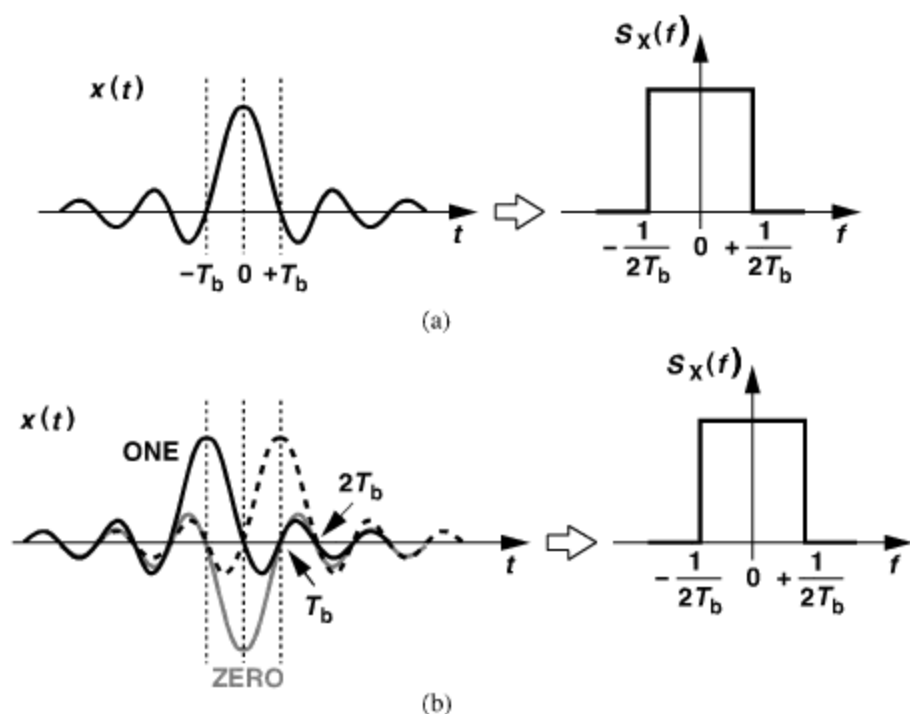 S_X(f)
x(t)
t
f
−T_b 0 +T_b
−1/2T_b 0 +1/2T_b
(a)
S_X(f)
x(t)
ONE
2T_b
t
f
T_b
−1/2T_b 0 +1/2T_b
ZERO
(b)